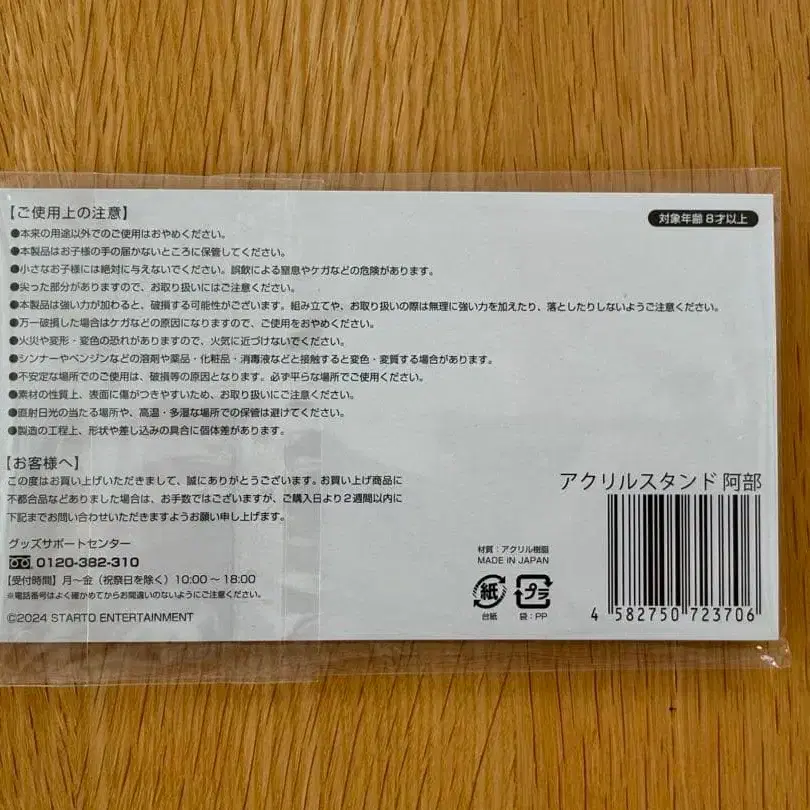 【ご使用上の注意】
対象年齢8才以上
●本来の用途以外でのご使用はおやめください。
●本製品はお子様の手の届かないところに保管してください。
●小さなお子様には絶対に与えないでください。誤飲による窒息やケガなどの危険があります。
●尖った部分がありますので、お取り扱いにはご注意ください。
●本製品は強い力が加わると、破損する可能性がございます。組み立てや、お取り扱いの際は無理に強い力を加えたり、落としたりしないようご注意ください。
●万一破損した場合はケガなどの原因になりますので、ご使用をおやめください。
●火災や変形・変色の恐れがありますので、火気に近づけないでください。
●シンナーやベンジンなどの溶剤や薬品・化粧品・消毒液などと接触すると変色・変質する場合があります。
●不安定な場所でのご使用は、破損等の原因となります。必ず平らな場所でご使用ください。
●素材の性質上、表面に傷がつきやすいため、お取り扱いにご注意ください。
●直射日光の当たる場所や、高温・多湿な場所での保管は避けてください。
●製造の工程上、形状や差し込みの具合に個体差があります。
【お客様へ】
この度はお買い上げいただきまして、誠にありがとうございます。お買い上げ商品に
不都合品などありました場合は、お手数ではございますが、ご購入日より2週間以内に
下記までお問い合わせいただきますようお願い申し上げます。
グッズサポートセンター
0120-382-310
【受付時間】月～金（祝祭日を除く）10:00～18:00
※電話番号はよく確かめてからお間違いのないようにご注意ください。
©2024 STARTO ENTERTAINMENT
材質：アクリル樹脂
MADE IN JAPAN
紙
プラ
台紙
袋：PP
アクリルスタンド 阿部
4 582750 723706